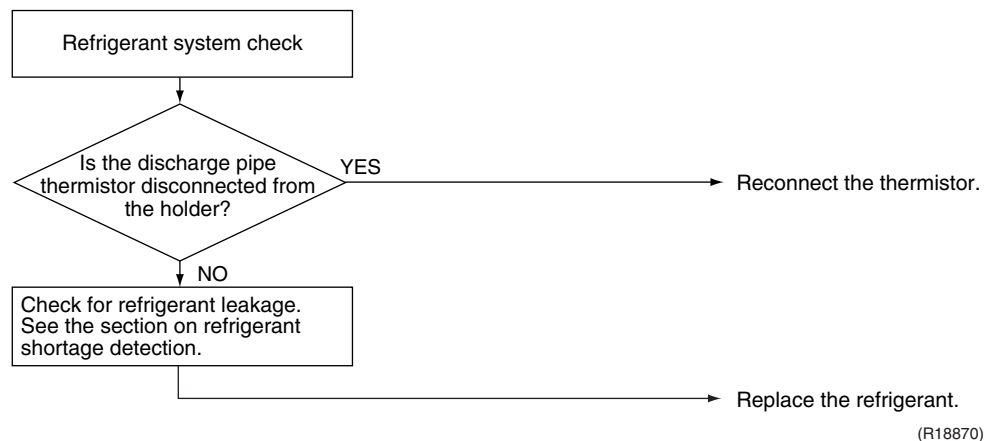 Refrigerant system check
Is the discharge pipe
thermistor disconnected from
the holder?
YES
Reconnect the thermistor.
NO
Check for refrigerant leakage.
See the section on refrigerant
shortage detection.
Replace the refrigerant.
(R18870)